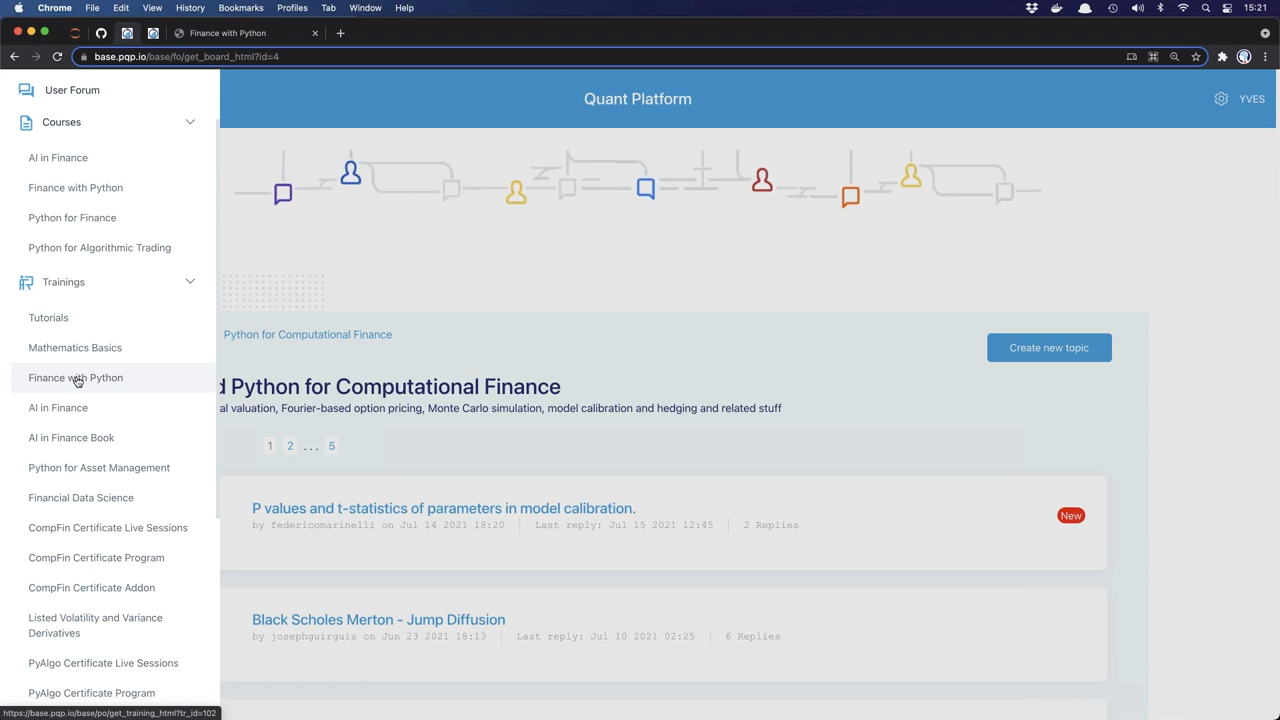 Chrome File Edit View History Bookmarks Profiles Tab Window Help 15:21
Finance with Python
base.pqp.io/base/fo/get_board_html?id=4
User Forum
Courses
AI in Finance
Finance with Python
Python for Finance
Python for Algorithmic Trading
Trainings
Tutorials
Mathematics Basics
Finance with Python
AI in Finance
AI in Finance Book
Python for Asset Management
Financial Data Science
CompFin Certificate Live Sessions
CompFin Certificate Program
CompFin Certificate Addon
Listed Volatility and Variance
Derivatives
PyAlgo Certificate Live Sessions
PyAlgo Certificate Program
https://base.pqp.io/base/po/get_training_html?tr_id=102
Quant Platform
YVES
Python for Computational Finance
Create new topic
d Python for Computational Finance
al valuation, Fourier-based option pricing, Monte Carlo simulation, model calibration and hedging and related stuff
1 2 ... 5
P values and t-statistics of parameters in model calibration.
by federicomarinelli on Jul 14 2021 18:20 Last reply: Jul 15 2021 12:45 2 Replies
New
Black Scholes Merton - Jump Diffusion
by josephguirguis on Jun 23 2021 18:13 Last reply: Jul 10 2021 02:25 6 Replies